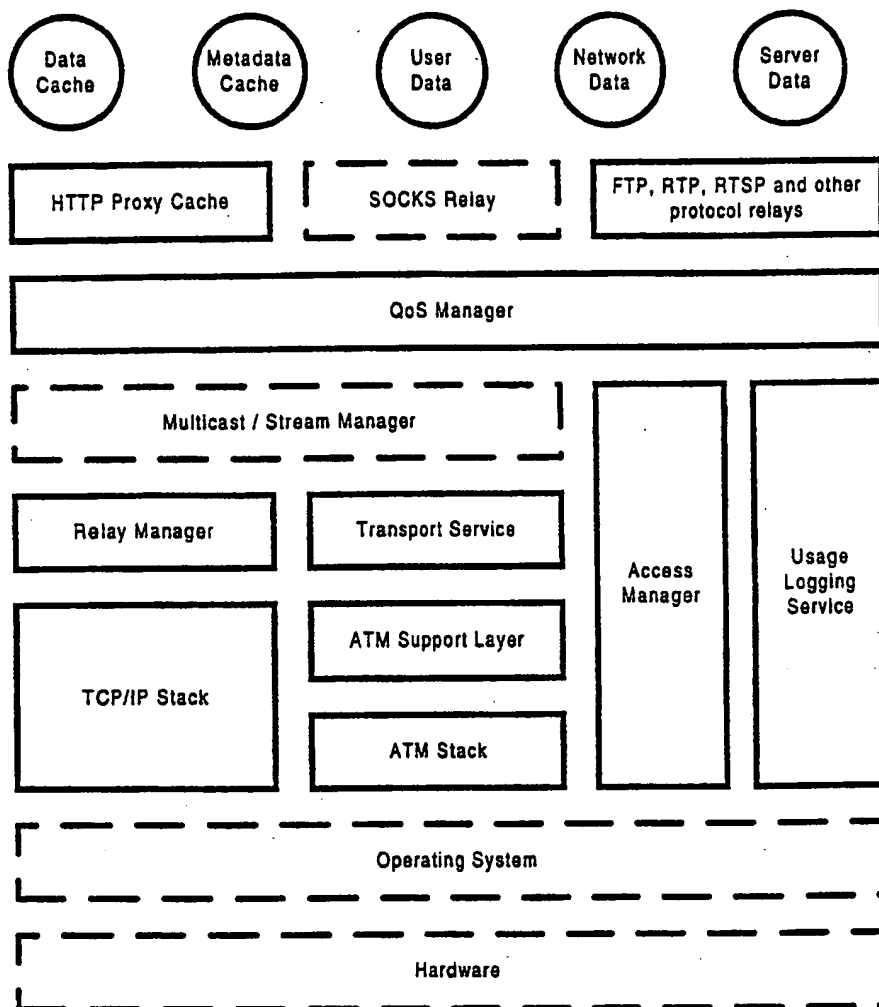 Data
Cache
Metadata
Cache
User
Data
Network
Data
Server
Data
HTTP Proxy Cache
SOCKS Relay
FTP, RTP, RTSP and other
protocol relays
QoS Manager
Multicast / Stream Manager
Relay Manager
Transport Service
Access
Manager
Usage
Logging
Service
TCP/IP Stack
ATM Support Layer
ATM Stack
Operating System
Hardware